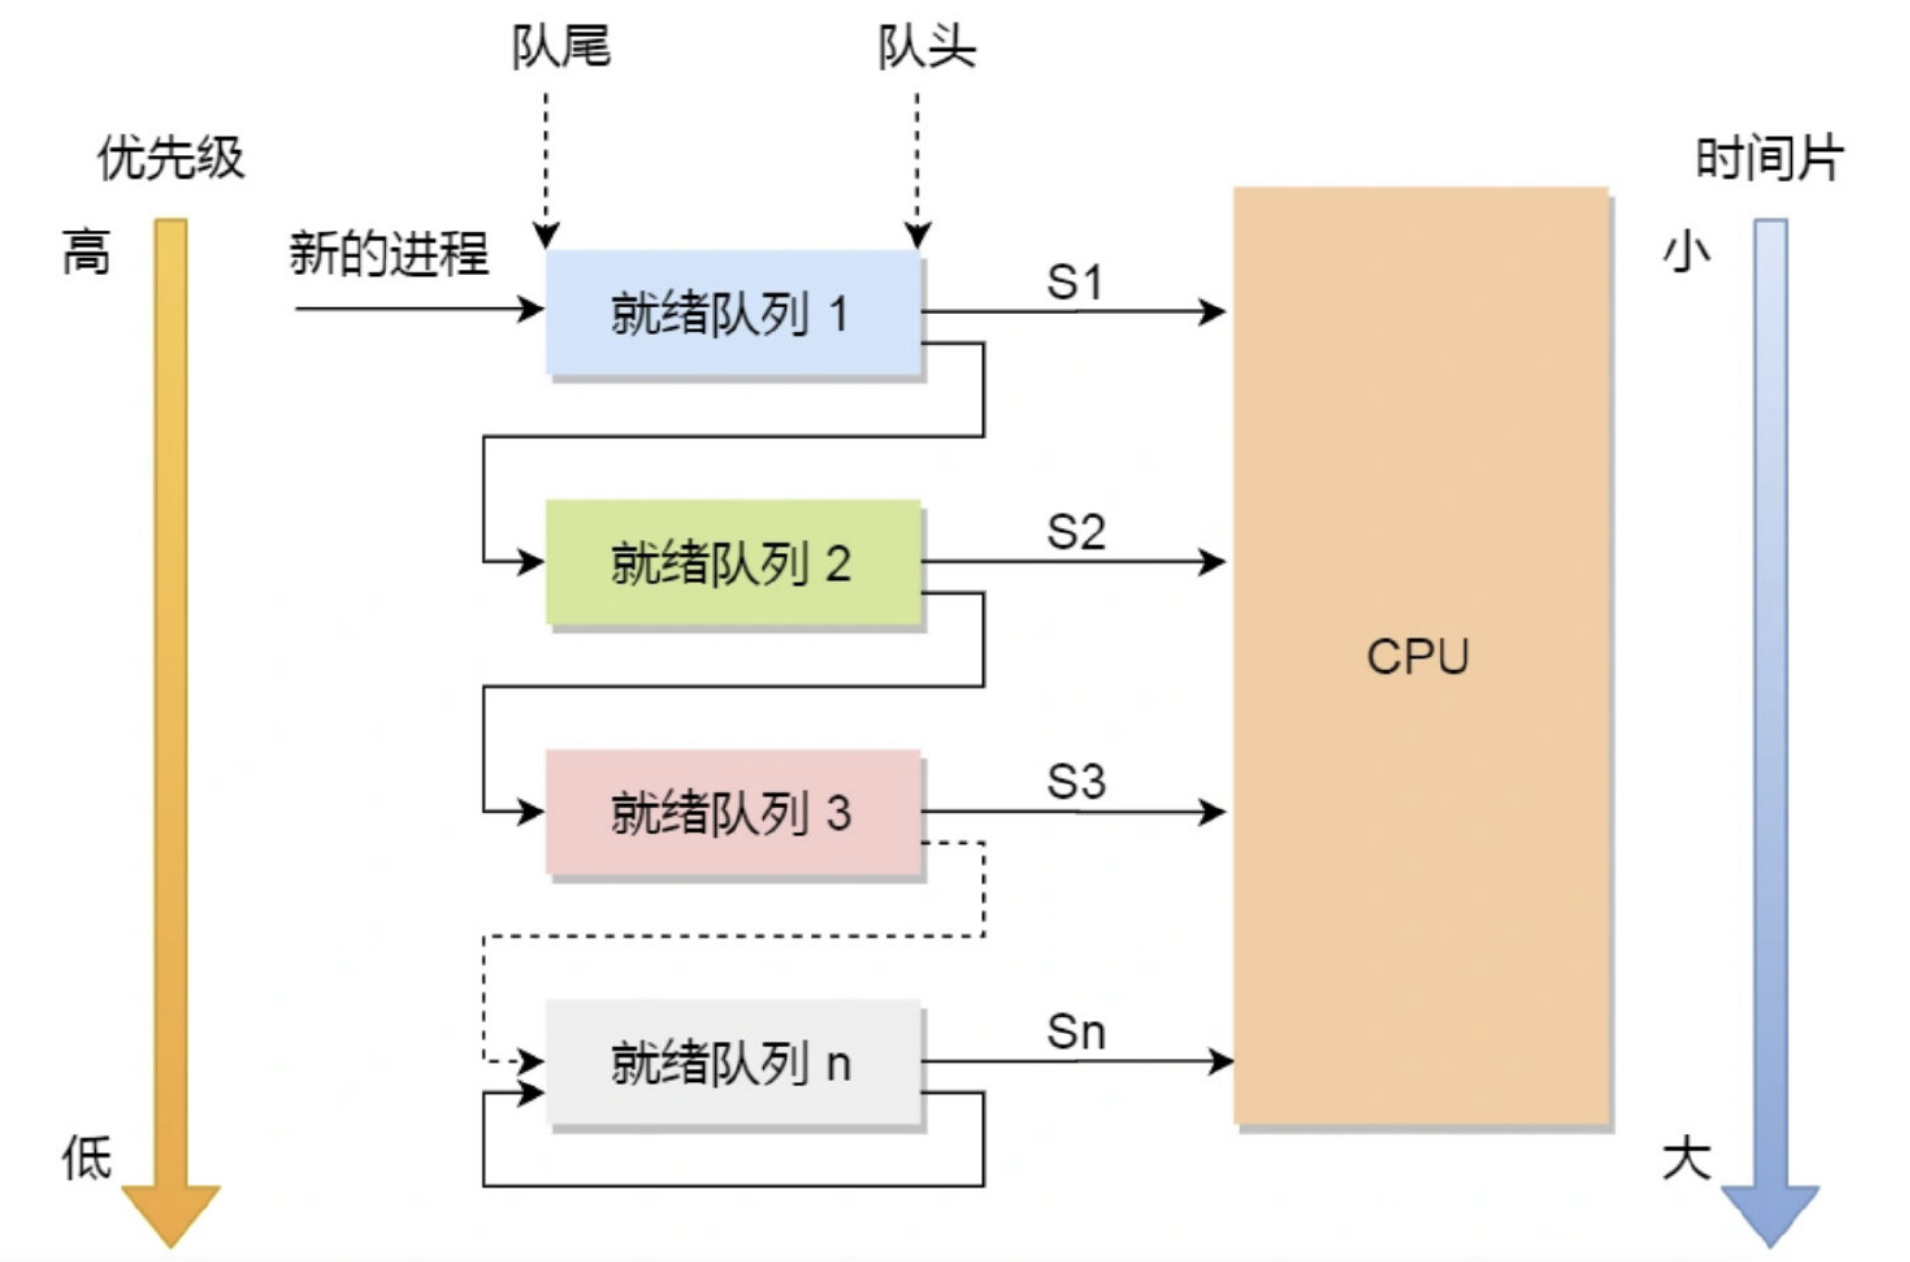 队尾
队头
优先级
时间片
高
新的进程
小
就绪队列 1
S1
就绪队列 2
S2
CPU
就绪队列 3
S3
就绪队列 n
Sn
低
大